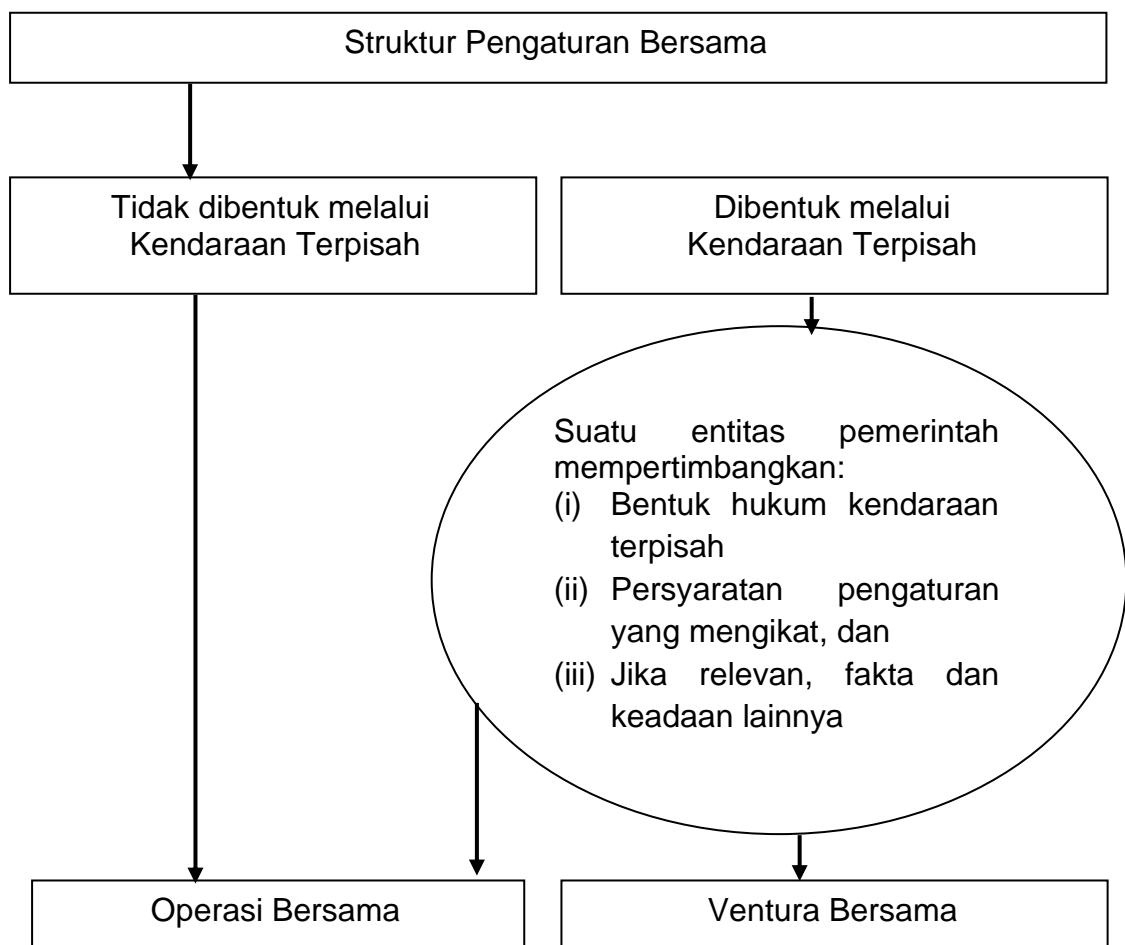 Struktur Pengaturan Bersama
Tidak dibentuk melalui
Kendaraan Terpisah
Dibentuk melalui
Kendaraan Terpisah
Suatu entitas pemerintah
mempertimbangkan:
(i) Bentuk hukum kendaraan
terpisah
(ii) Persyaratan pengaturan
yang mengikat, dan
(iii) Jika relevan, fakta dan
keadaan lainnya
Operasi Bersama
Ventura Bersama